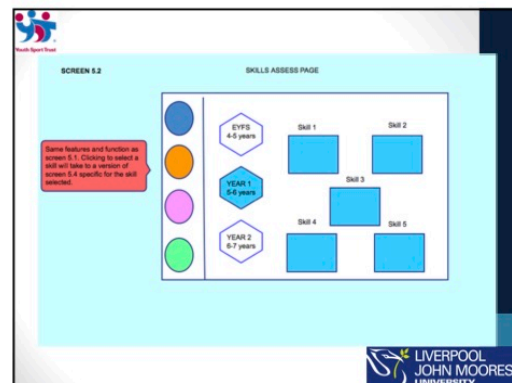 Youth Sport Trust
SCREEN 5.2
SKILLS ASSESS PAGE
Same features and function as
screen 5.1. Clicking to select a
skill will take to a version of
screen 5.4 specific for the skill
selected.
EYFS
4-5 years
YEAR 1
5-6 years
YEAR 2
6-7 years
Skill 1
Skill 2
Skill 3
Skill 4
Skill 5
LIVERPOOL
JOHN MOORES
UNIVERSITY